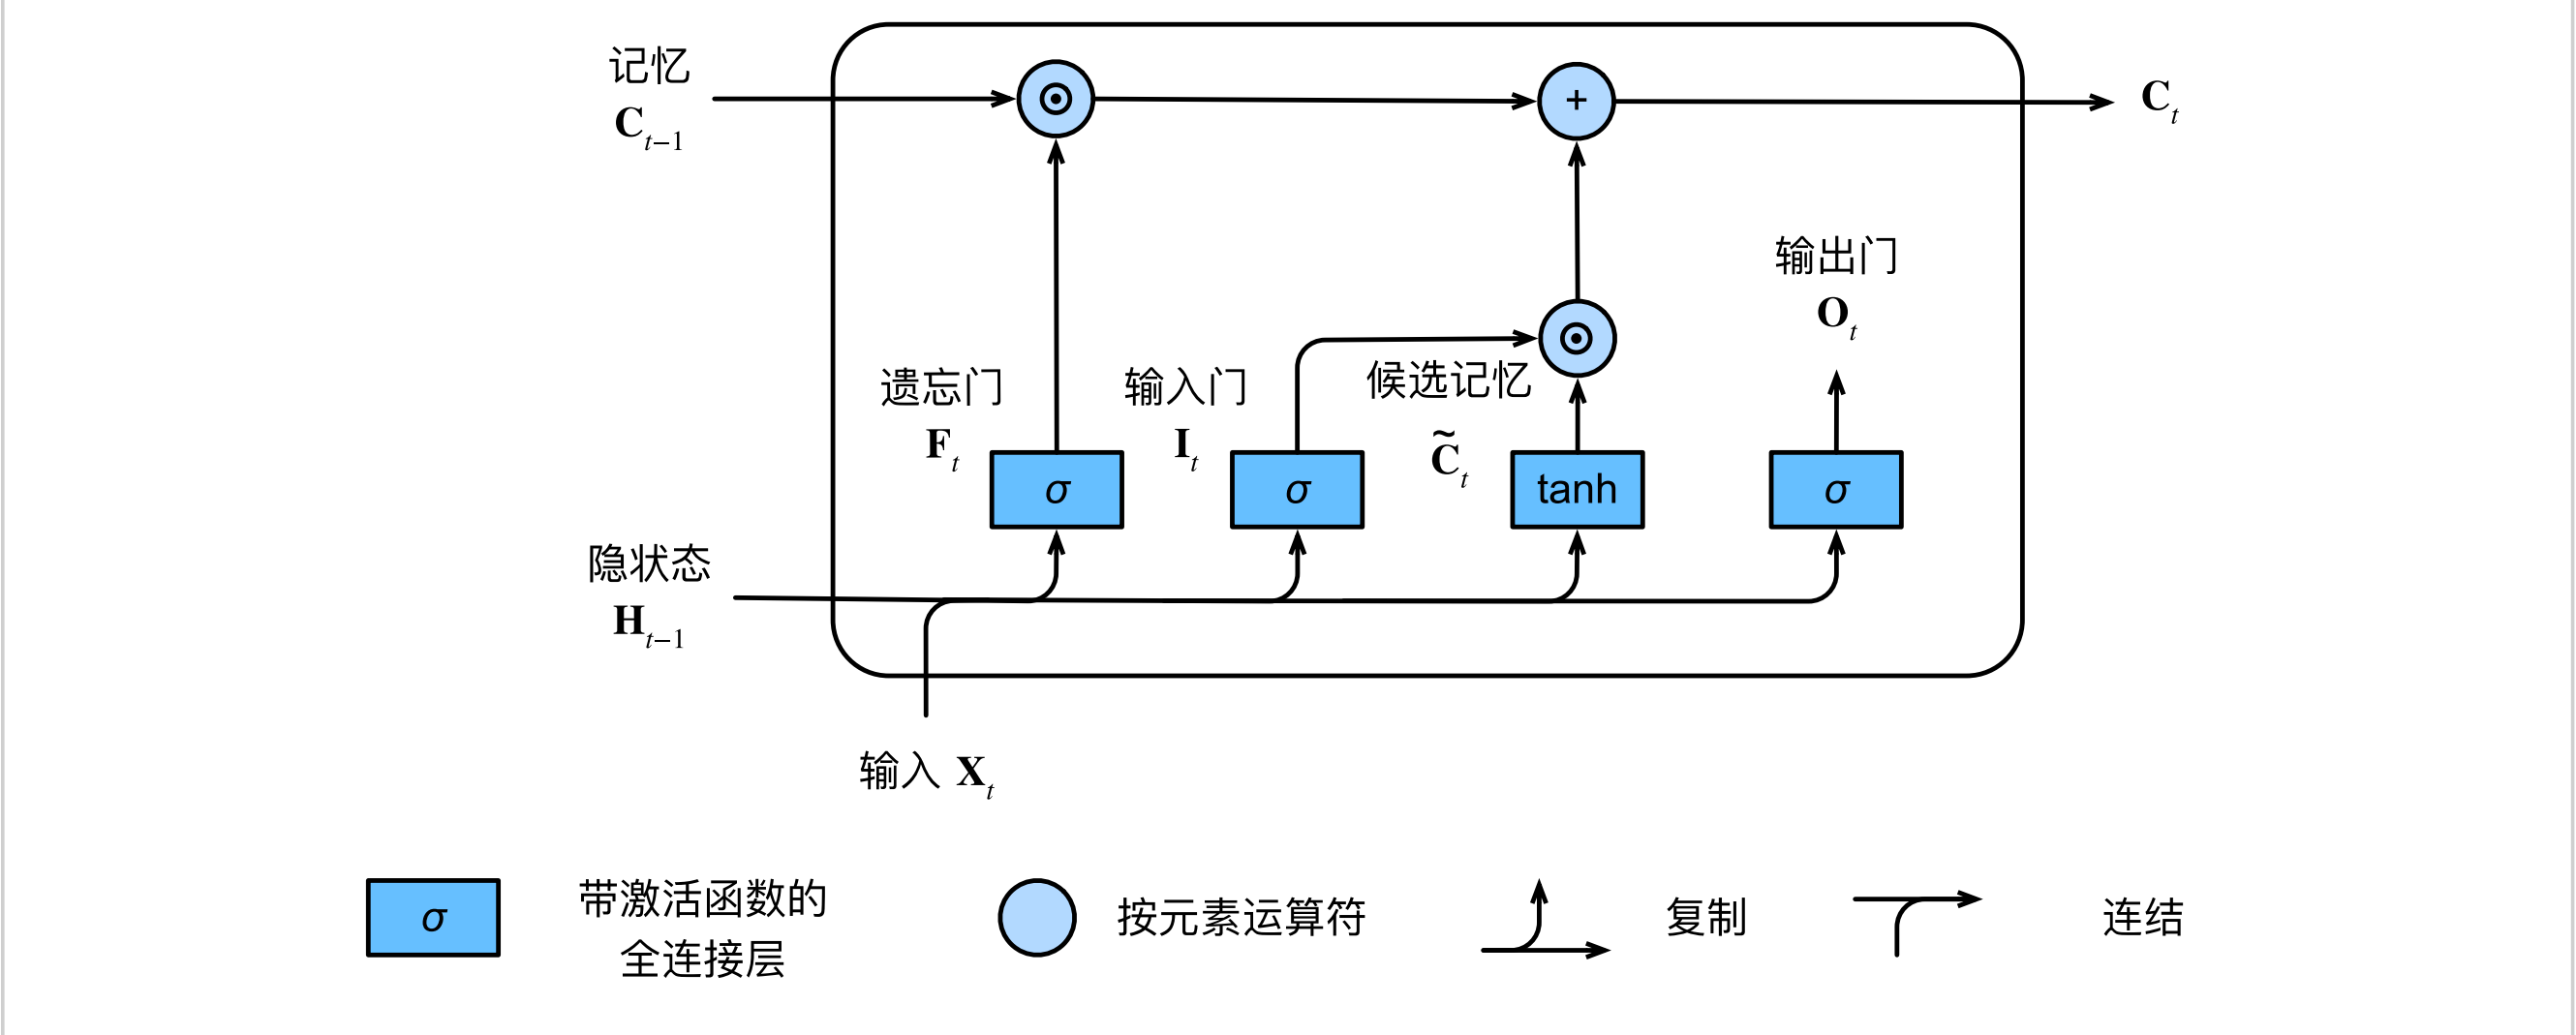 记忆
C_{t−1}
⊙
+
C_t
输出门
O_t
⊙
遗忘门
F_t
输入门
I_t
候选记忆
C̃_t
σ
σ
tanh
σ
隐状态
H_{t−1}
输入 X_t
σ
带激活函数的
全连接层
按元素运算符
复制
连结